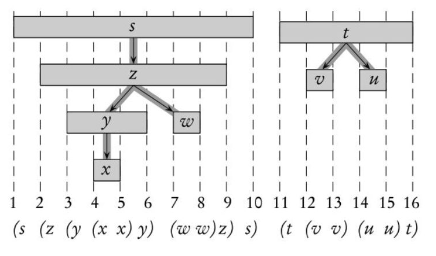 s t
z v u
y w
x
1 2 3 4 5 6 7 8 9 10 11 12 13 14 15 16
(s (z (y (x x) y) (w w) z) s) (t (v v) (u u) t)